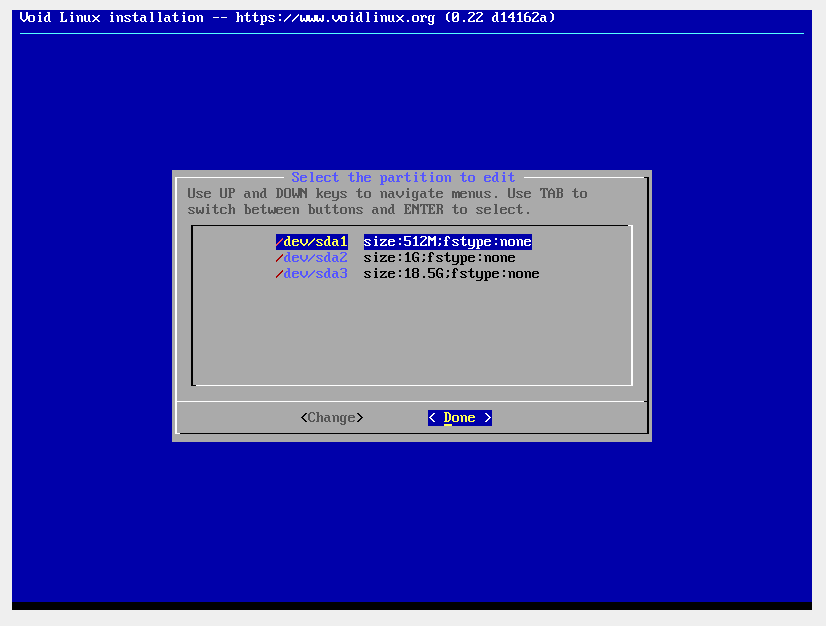 Void Linux installation -- https://www.voidlinux.org (0.22 d14162a)
Select the partition to edit
Use UP and DOWN keys to navigate menus. Use TAB to
switch between buttons and ENTER to select.
/dev/sda1 size:512M;fstype:none
/dev/sda2 size:1G;fstype:none
/dev/sda3 size:18.5G;fstype:none
<Change> < Done >